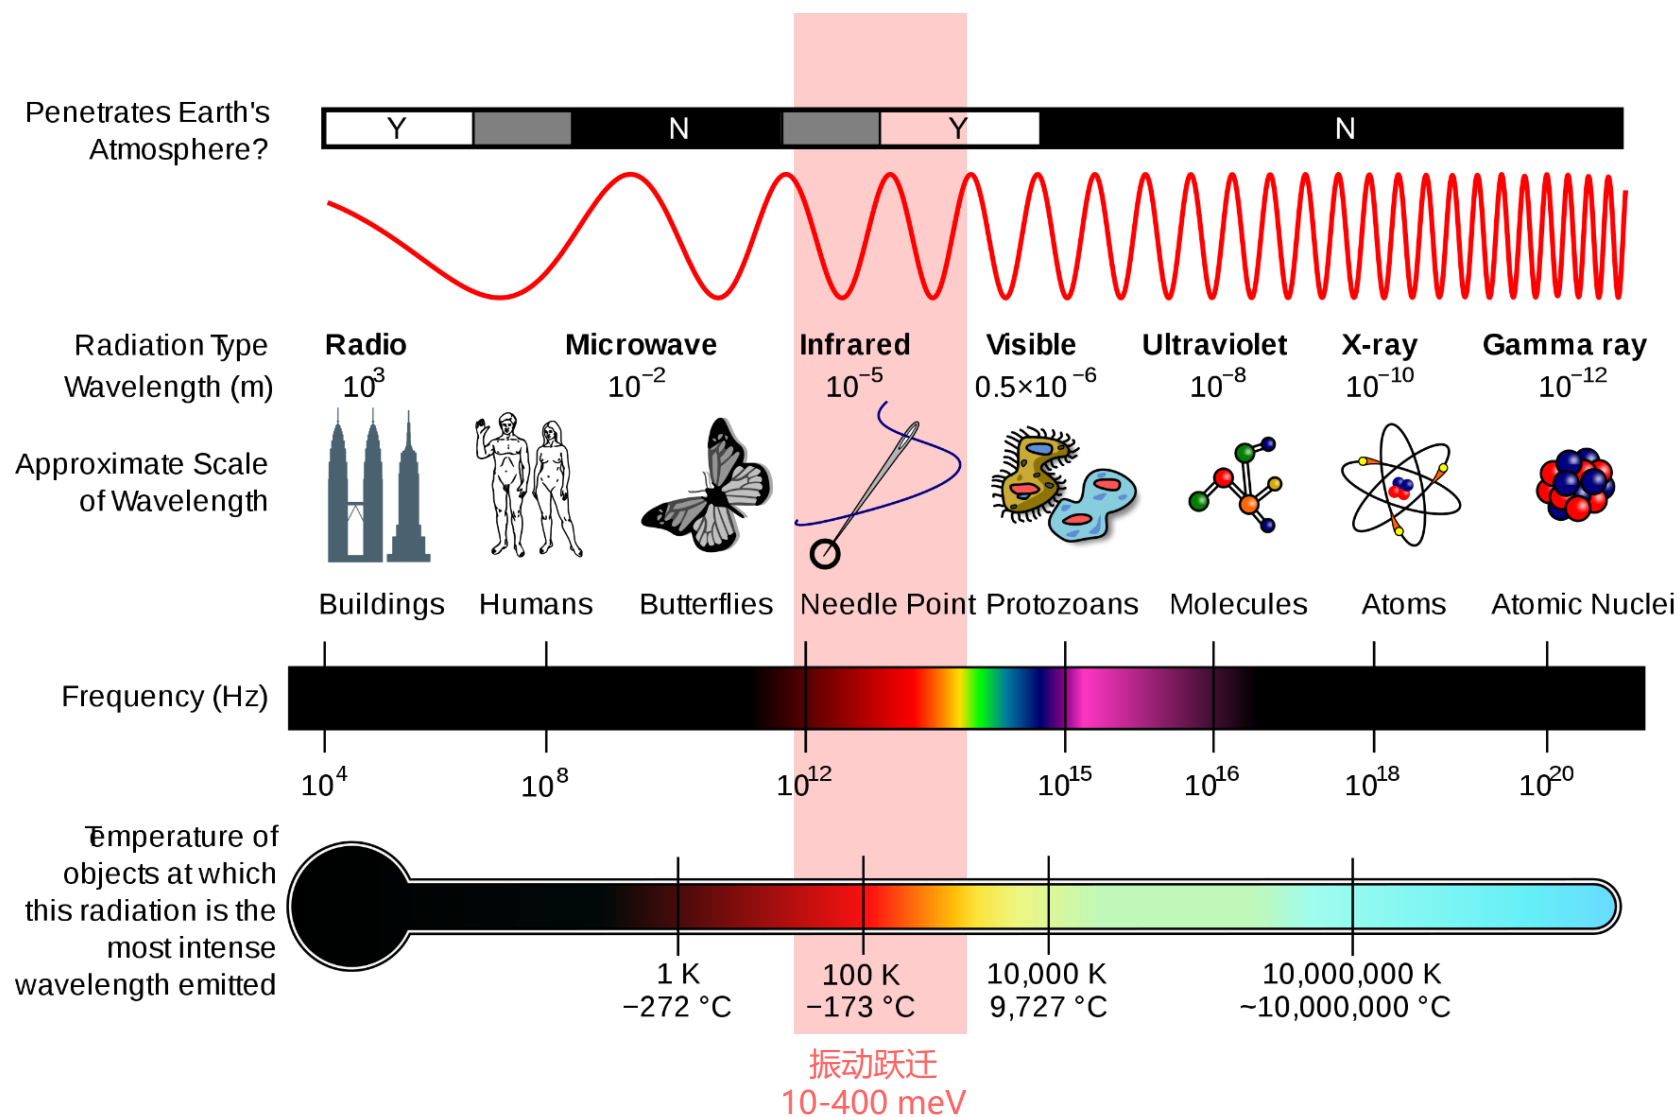 Penetrates Earth's
Atmosphere?
Y N Y N
Radiation Type
Radio Microwave Infrared Visible Ultraviolet X-ray Gamma ray
Wavelength (m)
10³ 10⁻² 10⁻⁵ 0.5×10⁻⁶ 10⁻⁸ 10⁻¹⁰ 10⁻¹²
Approximate Scale
of Wavelength
Buildings Humans Butterflies Needle Point Protozoans Molecules Atoms Atomic Nuclei
Frequency (Hz)
10⁴ 10⁸ 10¹² 10¹⁵ 10¹⁶ 10¹⁸ 10²⁰
Temperature of
objects at which
this radiation is the
most intense
wavelength emitted
1 K 100 K 10,000 K 10,000,000 K
−272 °C −173 °C 9,727 °C ~10,000,000 °C
振动跃迁
10-400 meV